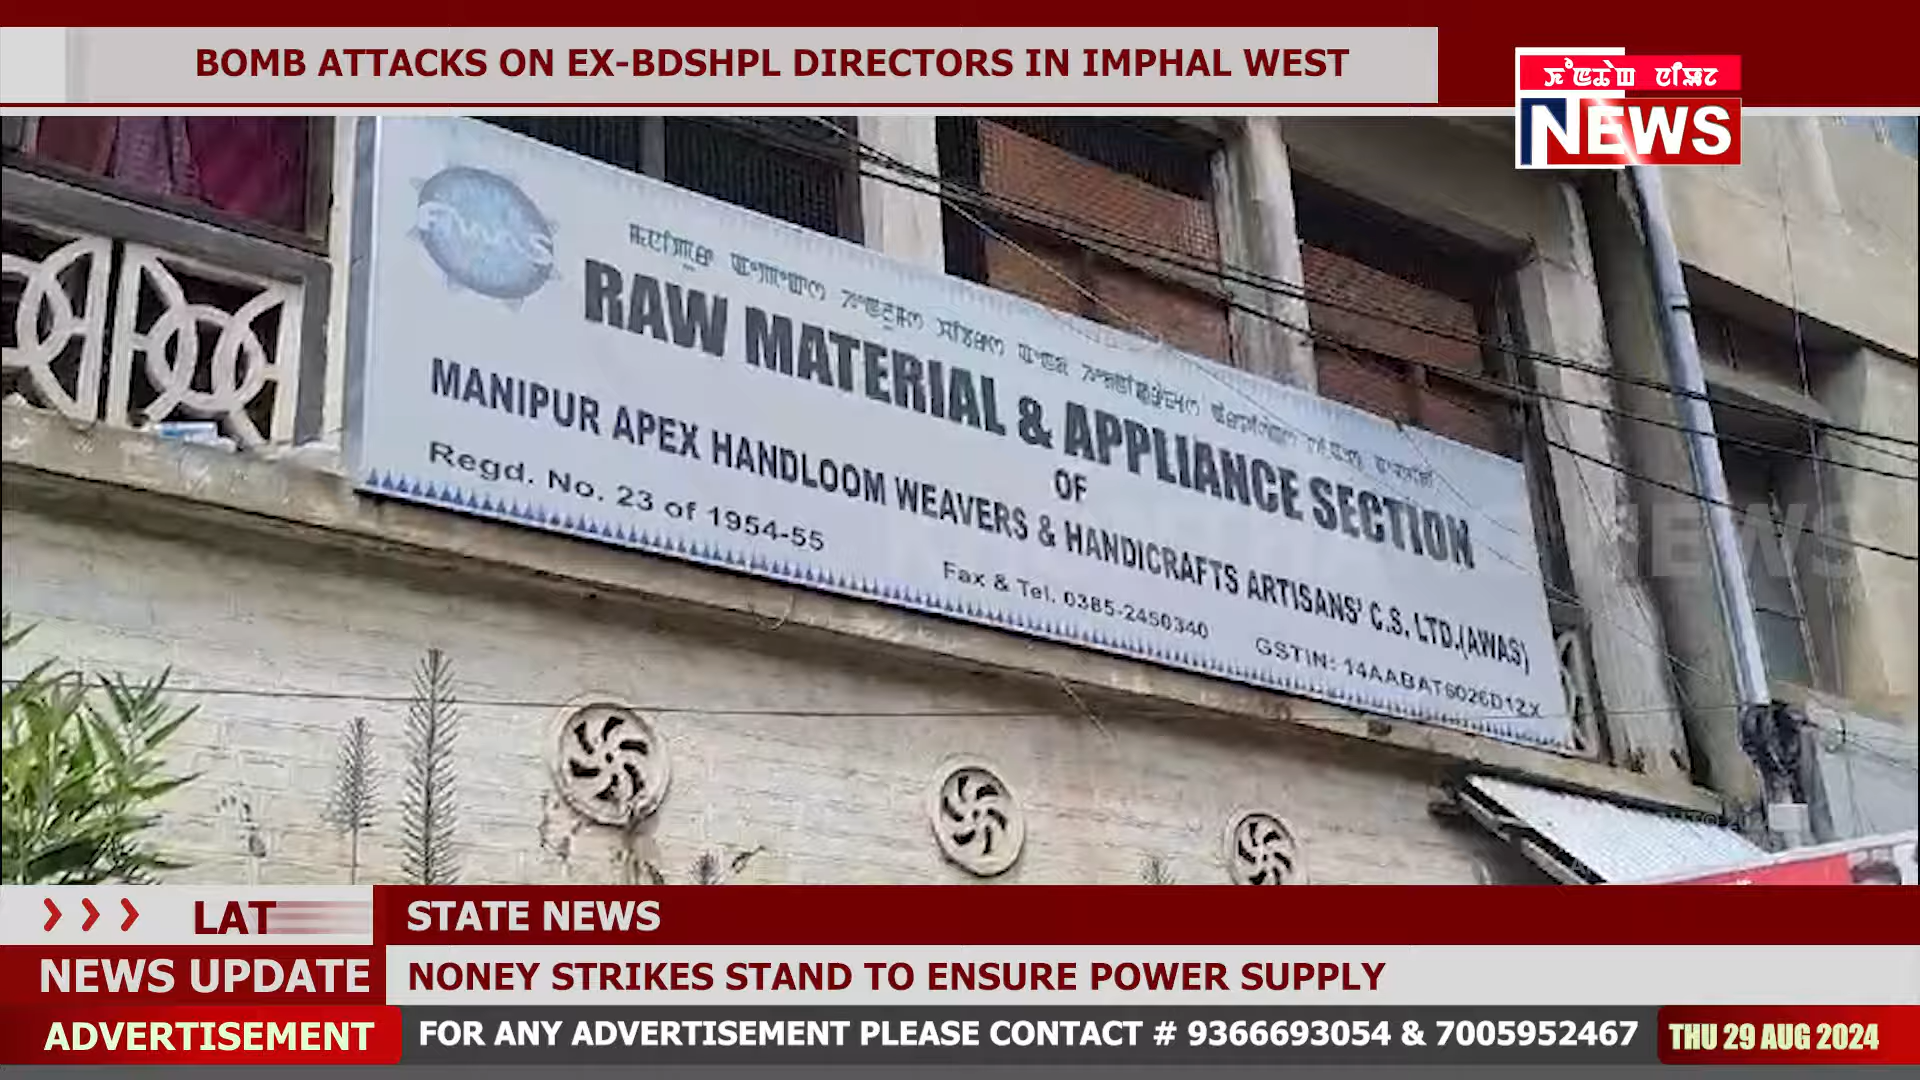 BOMB ATTACKS ON EX-BDSHPL DIRECTORS IN IMPHAL WEST
NEWS
RAW MATERIAL & APPLIANCE SECTION
OF
MANIPUR APEX HANDLOOM WEAVERS & HANDICRAFTS ARTISANS' C.S. LTD.(AWAS)
Regd. No. 23 of 1954-55
Fax & Tel. 0385-2450340
GSTIN: 14AABAT6026D1ZX
LAT
STATE NEWS
NEWS UPDATE
NONEY STRIKES STAND TO ENSURE POWER SUPPLY
ADVERTISEMENT
FOR ANY ADVERTISEMENT PLEASE CONTACT # 9366693054 & 7005952467
THU 29 AUG 2024